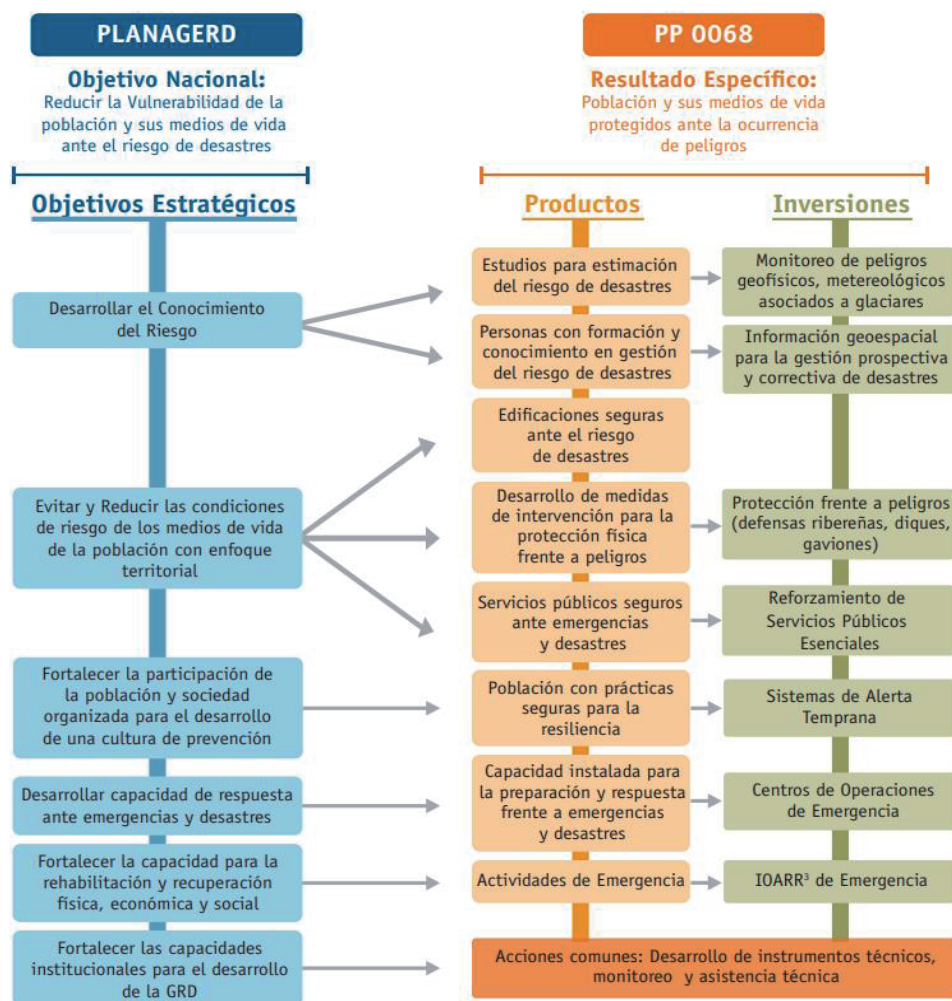 PLANAGERD
Objetivo Nacional:
Reducir la Vulnerabilidad de la
población y sus medios de vida
ante el riesgo de desastres
Objetivos Estratégicos
Desarrollar el Conocimiento
del Riesgo
Evitar y Reducir las condiciones
de riesgo de los medios de vida
de la población con enfoque
territorial
Fortalecer la participación de
la población y sociedad
organizada para el desarrollo
de una cultura de prevención
Desarrollar capacidad de respuesta
ante emergencias y desastres
Fortalecer la capacidad para la
rehabilitación y recuperación
física, económica y social
Fortalecer las capacidades
institucionales para el desarrollo
de la GRD
PP 0068
Resultado Específico:
Población y sus medios de vida
protegidos ante la ocurrencia
de peligros
Productos
Estudios para estimación
del riesgo de desastres
Personas con formación y
conocimiento en gestión
del riesgo de desastres
Edificaciones seguras
ante el riesgo
de desastres
Desarrollo de medidas
de intervención para la
protección física
frente a peligros
Servicios públicos seguros
ante emergencias
y desastres
Población con prácticas
seguras para la
resiliencia
Capacidad instalada para
la preparación y respuesta
frente a emergencias
y desastres
Actividades de Emergencia
Inversiones
Monitoreo de peligros
geofísicos, metereológicos
asociados a glaciares
Información geoespacial
para la gestión prospectiva
y correctiva de desastres
Protección frente a peligros
(defensas ribereñas, diques,
gaviones)
Reforzamiento de
Servicios Públicos
Esenciales
Sistemas de Alerta
Temprana
Centros de Operaciones
de Emergencia
IOARR³ de Emergencia
Acciones comunes: Desarrollo de instrumentos técnicos,
monitoreo y asistencia técnica